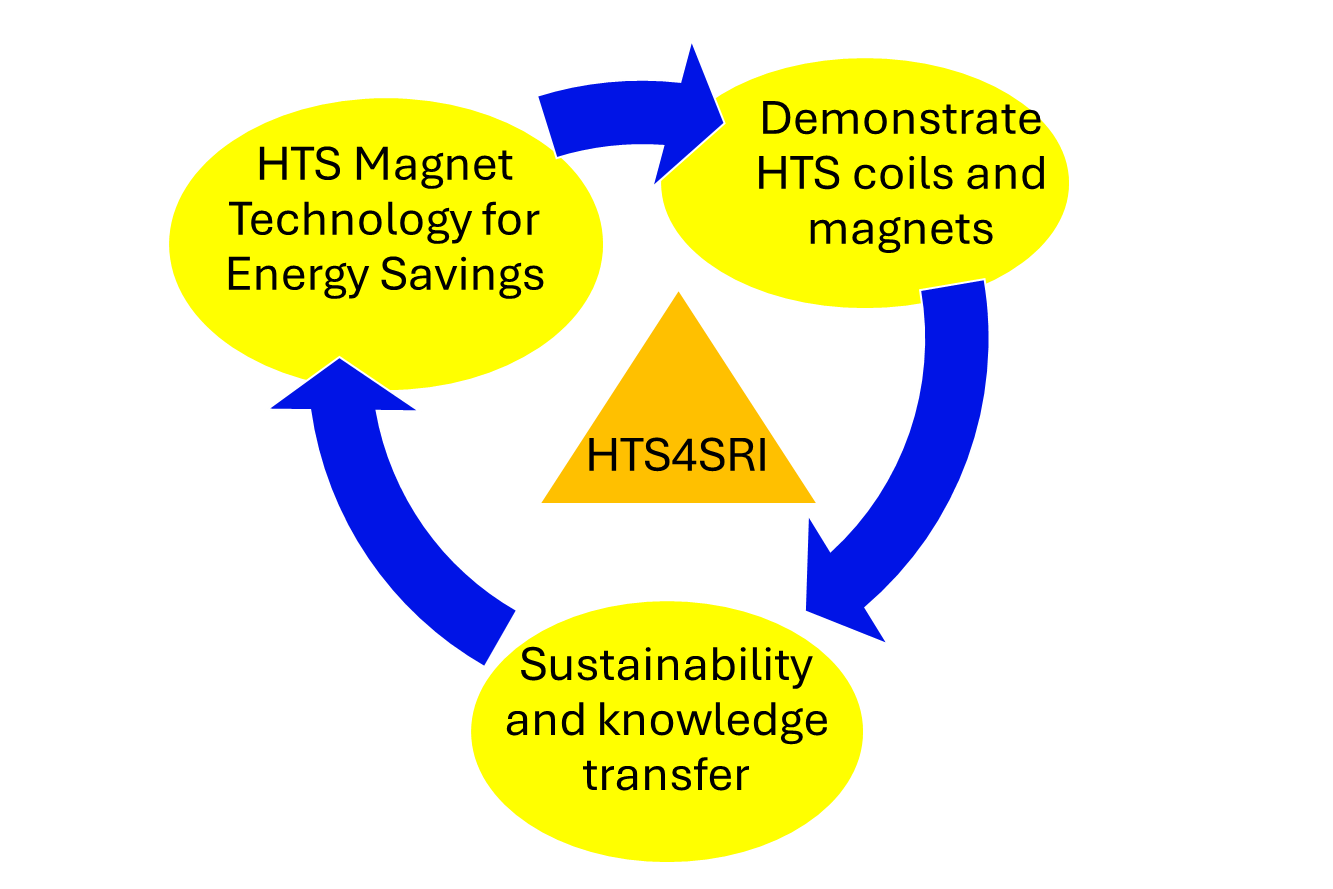 HTS Magnet
Technology for
Energy Savings
Demonstrate
HTS coils and
magnets
HTS4SRI
Sustainability
and knowledge
transfer